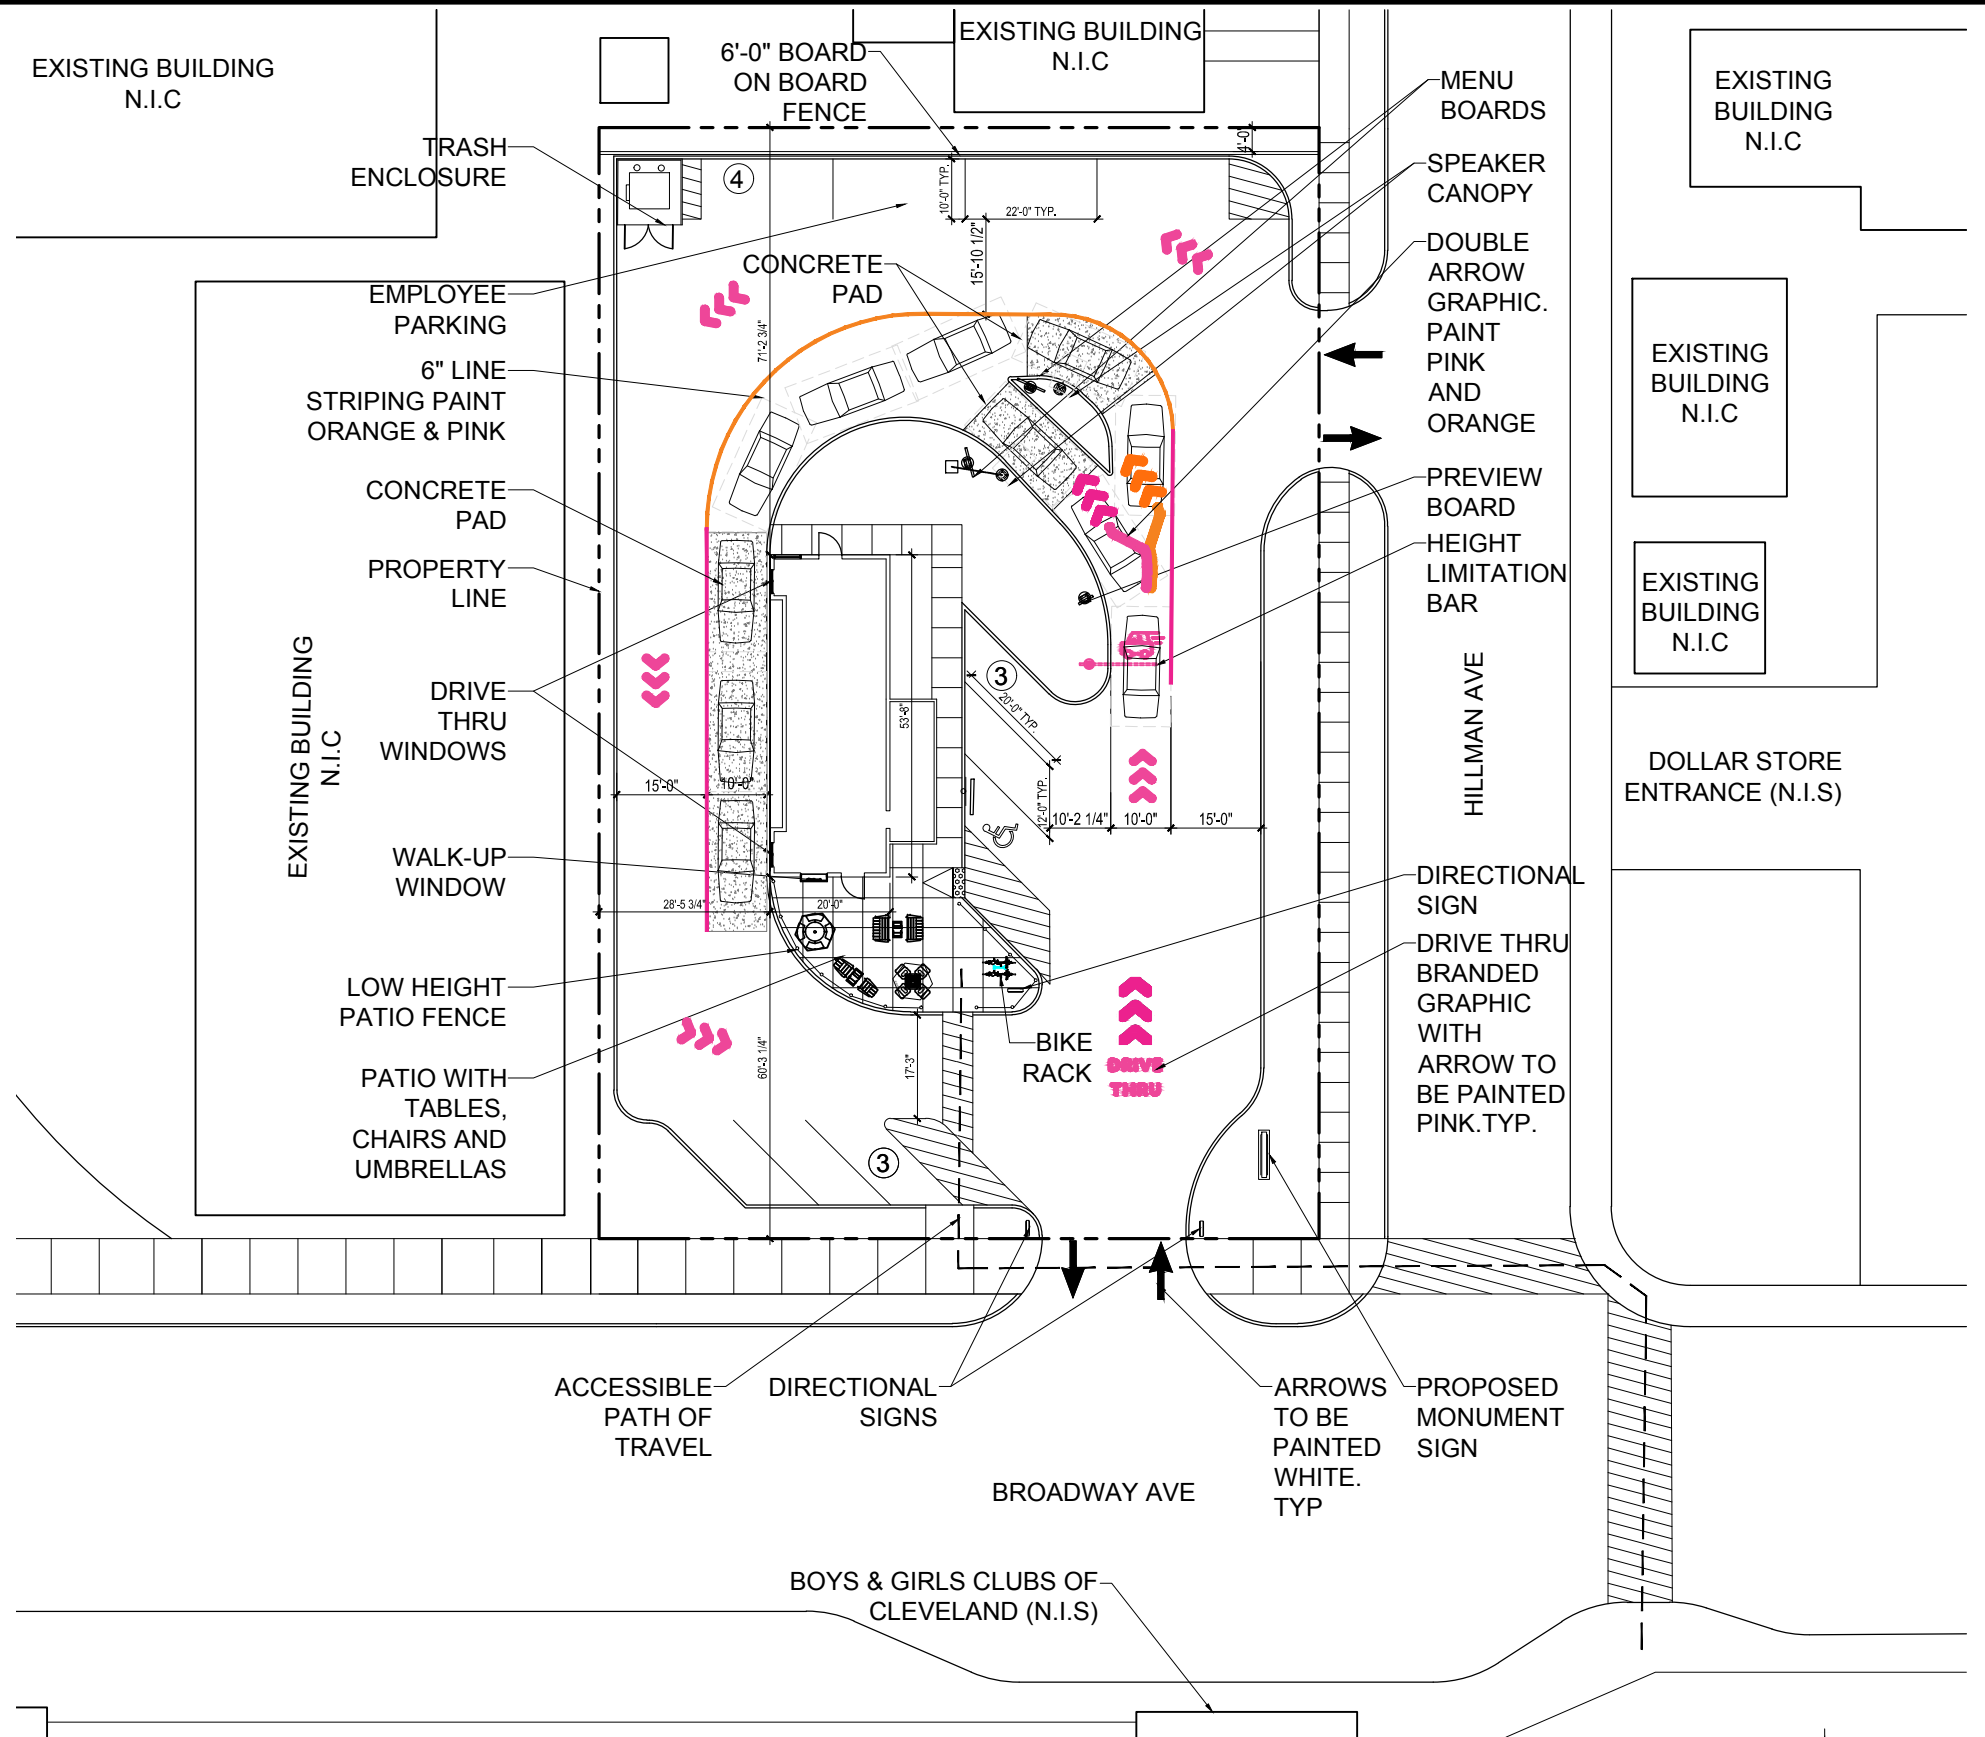 EXISTING BUILDING
N.I.C
6'-0" BOARD
ON BOARD
FENCE
EXISTING BUILDING
N.I.C
MENU
BOARDS
EXISTING
BUILDING
N.I.C
TRASH
ENCLOSURE
4
4'-0"
10'-0" TYP.
22'-0" TYP.
15'-10 1/2"
SPEAKER
CANOPY
CONCRETE
PAD
DOUBLE
ARROW
GRAPHIC.
PAINT
PINK
AND
ORANGE
EMPLOYEE
PARKING
71'-2 3/4"
6" LINE
STRIPING PAINT
ORANGE & PINK
EXISTING
BUILDING
N.I.C
CONCRETE
PAD
PREVIEW
BOARD
PROPERTY
LINE
HEIGHT
LIMITATION
BAR
EXISTING
BUILDING
N.I.C
EXISTING BUILDING
N.I.C
DRIVE
THRU
WINDOWS
53'-8"
3
20'-0" TYP.
HILLMAN AVE
DOLLAR STORE
ENTRANCE (N.I.S)
15'-0"
10'-0"
12'-0" TYP.
10'-2 1/4"
10'-0"
15'-0"
WALK-UP
WINDOW
28'-5 3/4"
20'-0"
DIRECTIONAL
SIGN
LOW HEIGHT
PATIO FENCE
DRIVE THRU
BRANDED
GRAPHIC
WITH
ARROW TO
BE PAINTED
PINK.TYP.
60'-3 1/4"
17'-3"
BIKE
RACK
DRIVE
THRU
PATIO WITH
TABLES,
CHAIRS AND
UMBRELLAS
3
ACCESSIBLE
PATH OF
TRAVEL
DIRECTIONAL
SIGNS
ARROWS
TO BE
PAINTED
WHITE.
TYP
PROPOSED
MONUMENT
SIGN
BROADWAY AVE
BOYS & GIRLS CLUBS OF
CLEVELAND (N.I.S)